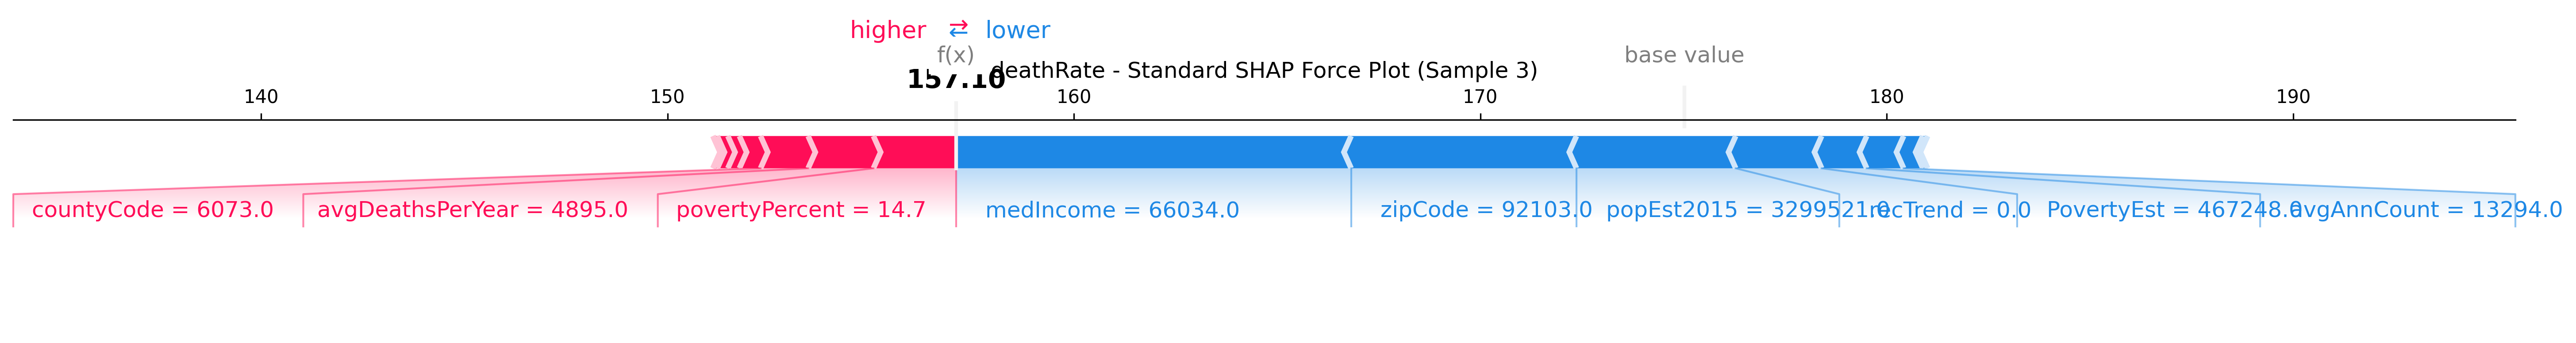 higher ⇄ lower
f(x)
base value
157.10
deathRate - Standard SHAP Force Plot (Sample 3)
140 150 160 170 180 190
countyCode = 6073.0 avgDeathsPerYear = 4895.0 povertyPercent = 14.7 medIncome = 66034.0 zipCode = 92103.0 popEst2015 = 3299521.0 recTrend = 0.0 PovertyEst = 467248.0 avgAnnCount = 13294.0